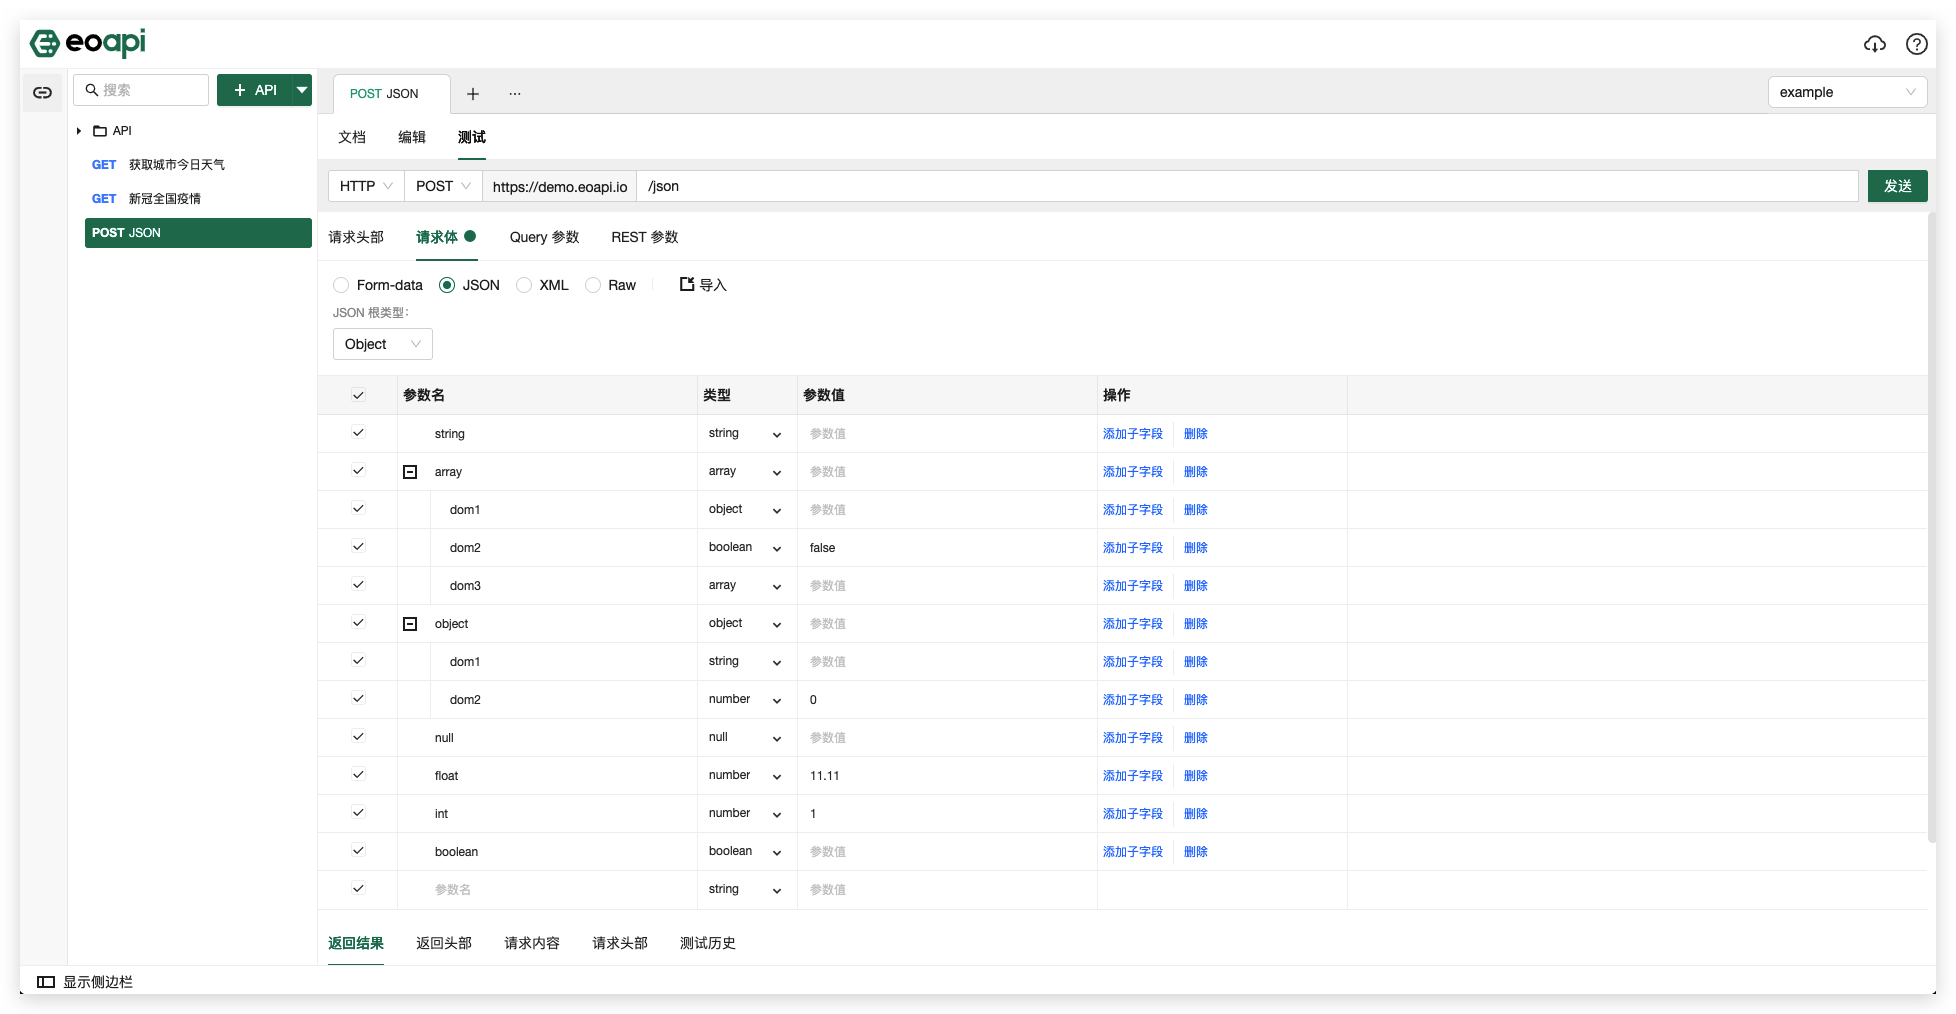 eoapi
搜索
API
POST JSON
example
API
GET 获取城市今日天气
GET 新冠全国疫情
POST JSON
文档 编辑 测试
HTTP POST https://demo.eoapi.io /json 发送
请求头部 请求体 Query 参数 REST 参数
Form-data JSON XML Raw 导入
JSON 根类型:
Object
参数名 类型 参数值 操作
string string 参数值 添加子字段 删除
array array 参数值 添加子字段 删除
dom1 object 参数值 添加子字段 删除
dom2 boolean false 添加子字段 删除
dom3 array 参数值 添加子字段 删除
object object 参数值 添加子字段 删除
dom1 string 参数值 添加子字段 删除
dom2 number 0 添加子字段 删除
null null 参数值 添加子字段 删除
float number 11.11 添加子字段 删除
int number 1 添加子字段 删除
boolean boolean 参数值 添加子字段 删除
参数名 string 参数值
返回结果 返回头部 请求内容 请求头部 测试历史
显示侧边栏